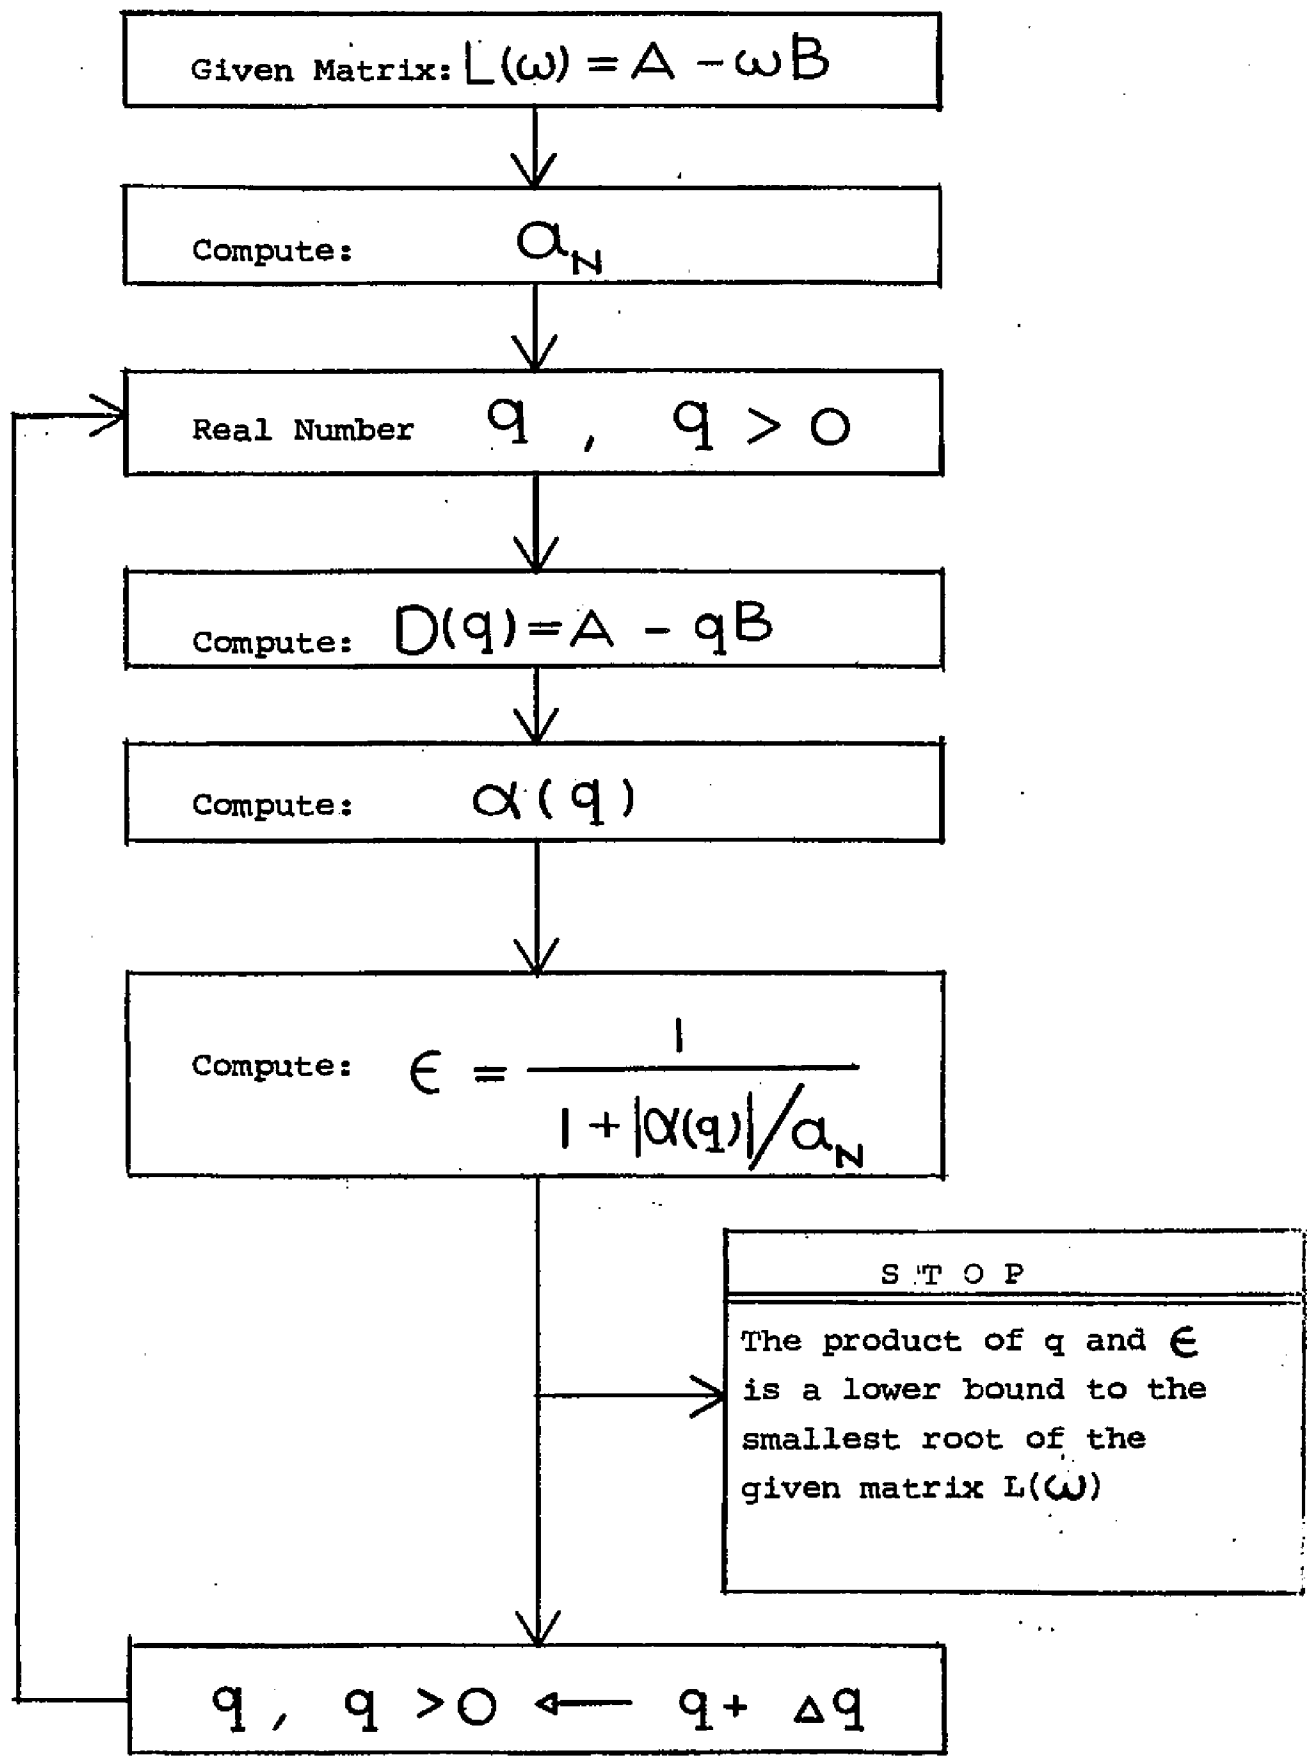 Given Matrix: L(ω) = A - ωB
Compute: a_N
Real Number q , q > 0
Compute: D(q) = A - qB
Compute: α(q)
Compute: ε = 1 / (1 + |α(q)| / a_N)
S T O P
The product of q and ε
is a lower bound to the
smallest root of the
given matrix L(ω)
q, q > 0 ← q + Δq